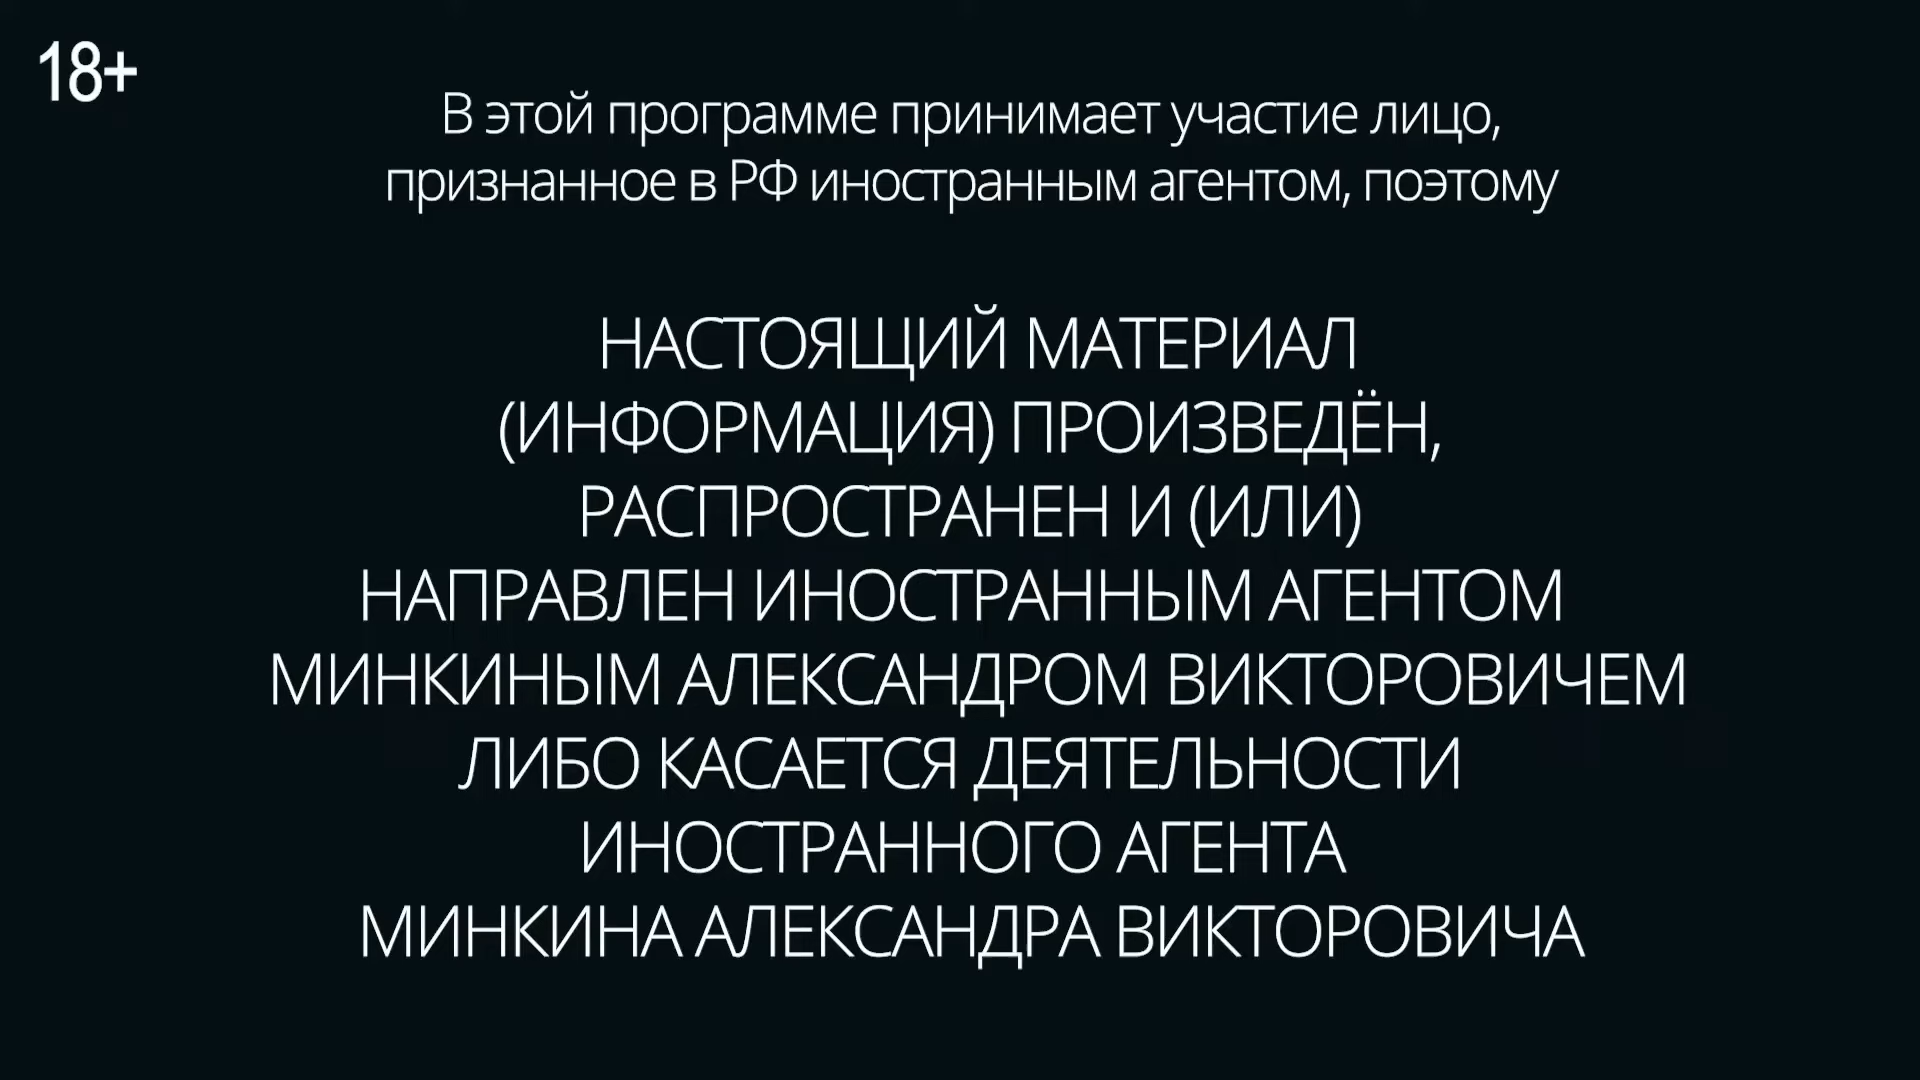 18+
В этой программе принимает участие лицо,
признанное в РФ иностранным агентом, поэтому
НАСТОЯЩИЙ МАТЕРИАЛ
(ИНФОРМАЦИЯ) ПРОИЗВЕДЁН,
РАСПРОСТРАНЕН И (ИЛИ)
НАПРАВЛЕН ИНОСТРАННЫМ АГЕНТОМ
МИНКИНЫМ АЛЕКСАНДРОМ ВИКТОРОВИЧЕМ
ЛИБО КАСАЕТСЯ ДЕЯТЕЛЬНОСТИ
ИНОСТРАННОГО АГЕНТА
МИНКИНА АЛЕКСАНДРА ВИКТОРОВИЧА